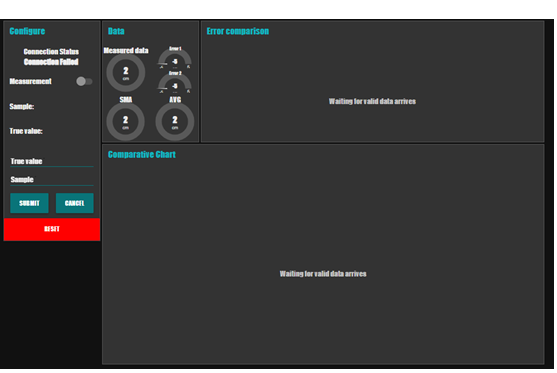 Configure
Connection Status
Connection Failed
Measurement
Sample:
True value:
True value
Sample
SUBMIT
CANCEL
RESET
Data
Measured data
2
cm
Error 1
-6
Error 2
-6
SMA
2
cm
AVG
2
cm
Error comparison
Waiting for valid data arrives
Comparative Chart
Waiting for valid data arrives